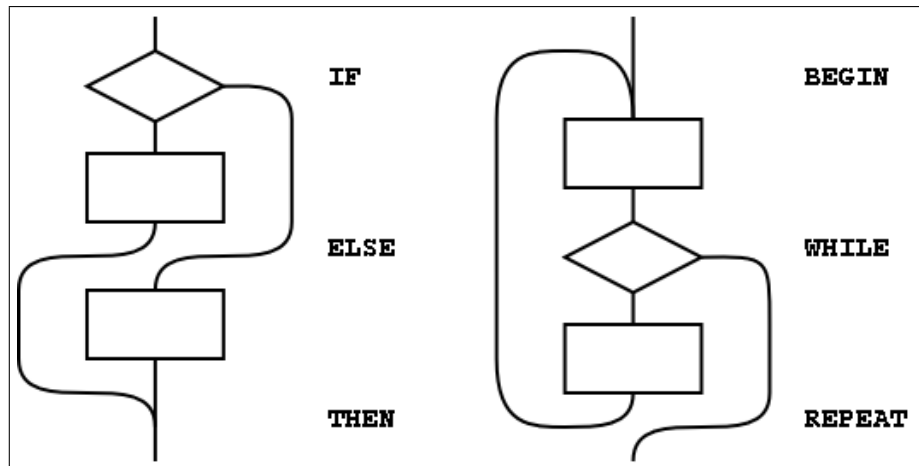 IF
ELSE
THEN
BEGIN
WHILE
REPEAT